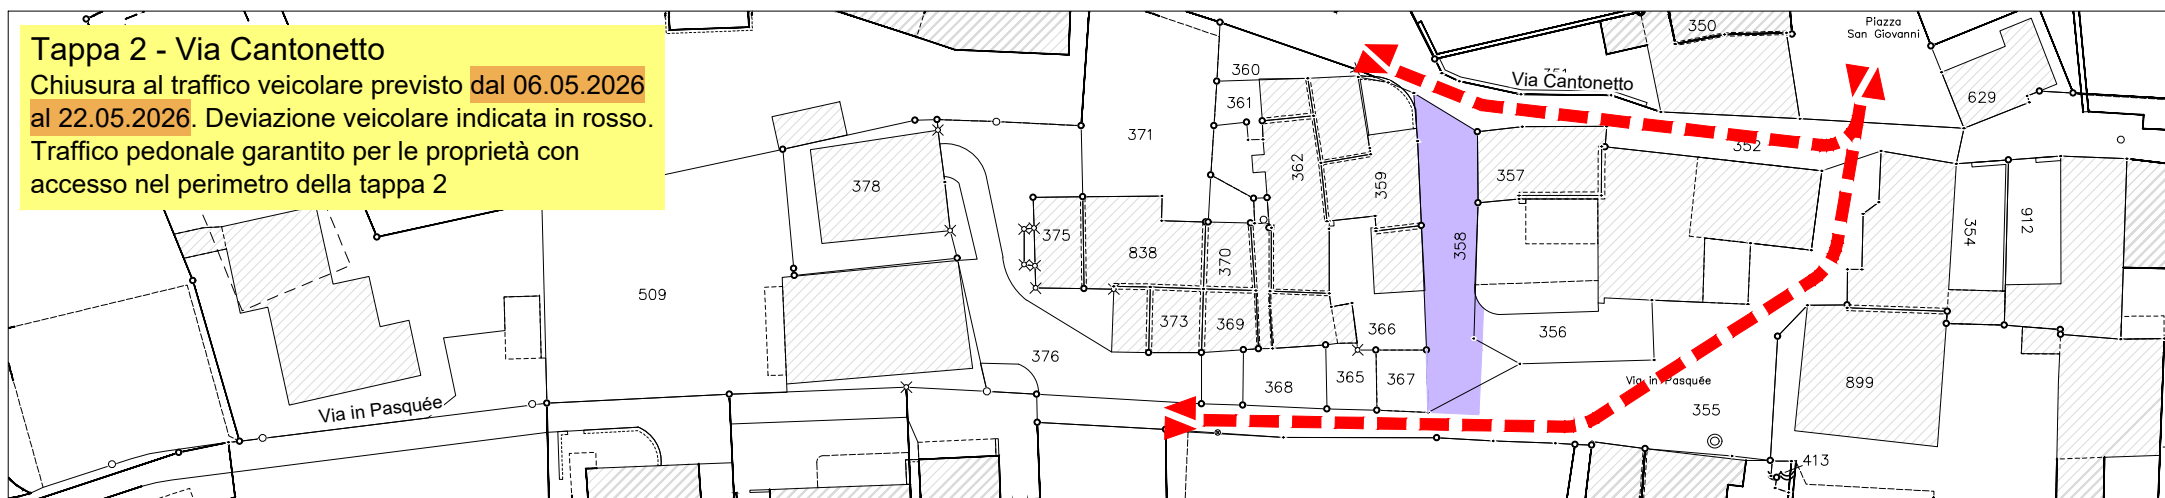 Tappa 2 - Via Cantonetto
Chiusura al traffico veicolare previsto dal 06.05.2026
al 22.05.2026. Deviazione veicolare indicata in rosso.
Traffico pedonale garantito per le proprietà con
accesso nel perimetro della tappa 2
350
Piazza
San Giovanni
360
351
Via Cantonetto
361
629
371
352
362
378
359
357
354
912
375
838
370
358
509
373
369
366
356
376
368
365
367
Via in Pasquée
899
Via in Pasquée
355
413